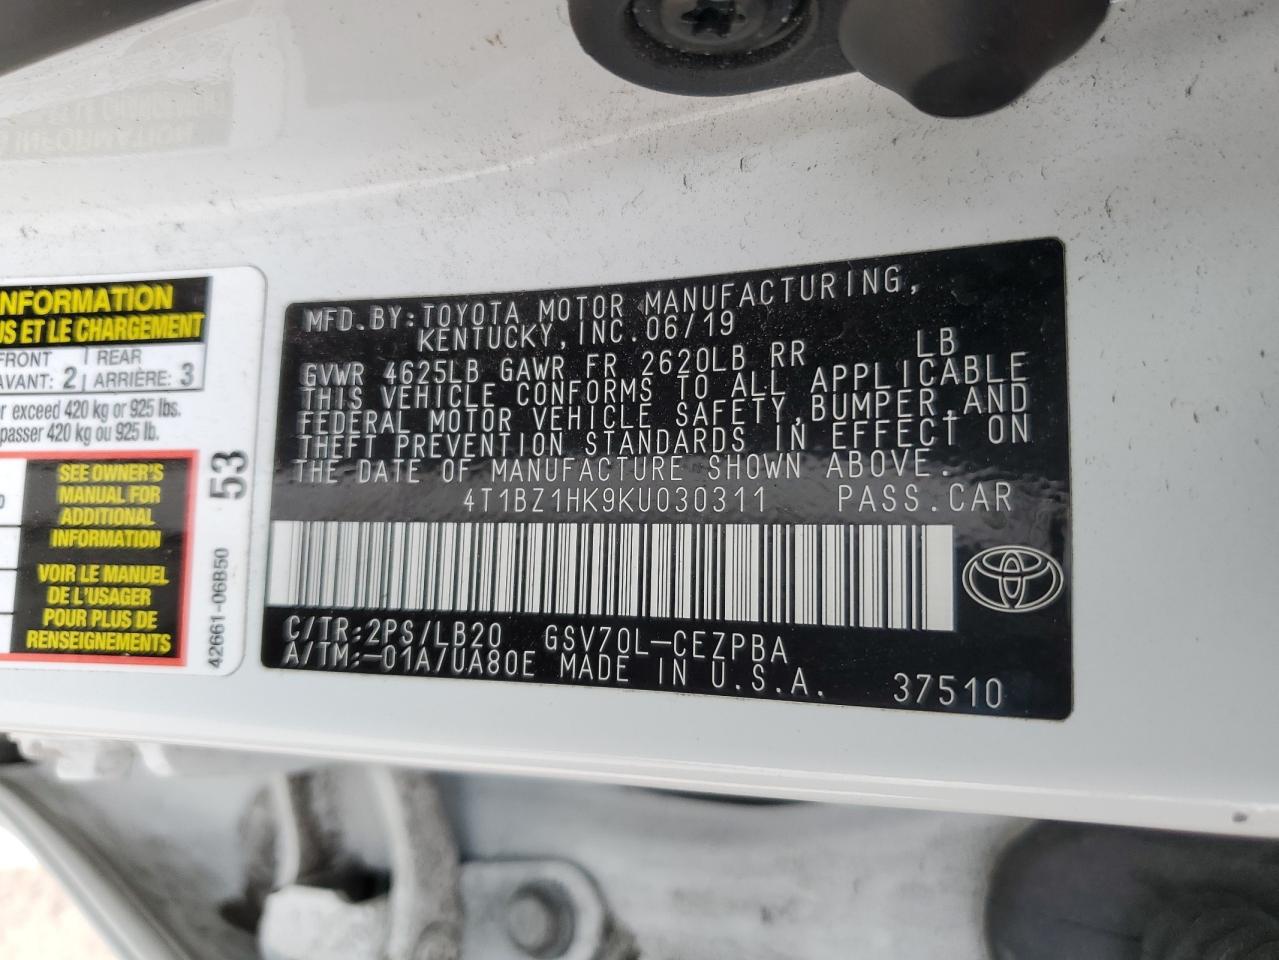 INFORMATION
US ET LE CHARGEMENT
FRONT
AVANT: 2
REAR
ARRIÈRE: 3
exceed 420 kg or 925 lbs.
passer 420 kg ou 925 lb.
SEE OWNER'S
MANUAL FOR
ADDITIONAL
INFORMATION
VOIR LE MANUEL
DE L'USAGER
POUR PLUS DE
RENSEIGNEMENTS
53
42661-06B50
MFD.BY:TOYOTA MOTOR MANUFACTURING,
KENTUCKY,INC.06/19
GVWR 4625LB GAWR FR 2620LB RR LB
THIS VEHICLE CONFORMS TO ALL APPLICABLE
FEDERAL MOTOR VEHICLE SAFETY,BUMPER,AND
THEFT PREVENTION STANDARDS IN EFFECT ON
THE DATE OF MANUFACTURE SHOWN ABOVE.
4T1BZ1HK9KU030311 PASS.CAR
C/TR:2PS/LB20 GSV70L-CEZPBA
A/TM:-01A/UA80E MADE IN U.S.A. 37510